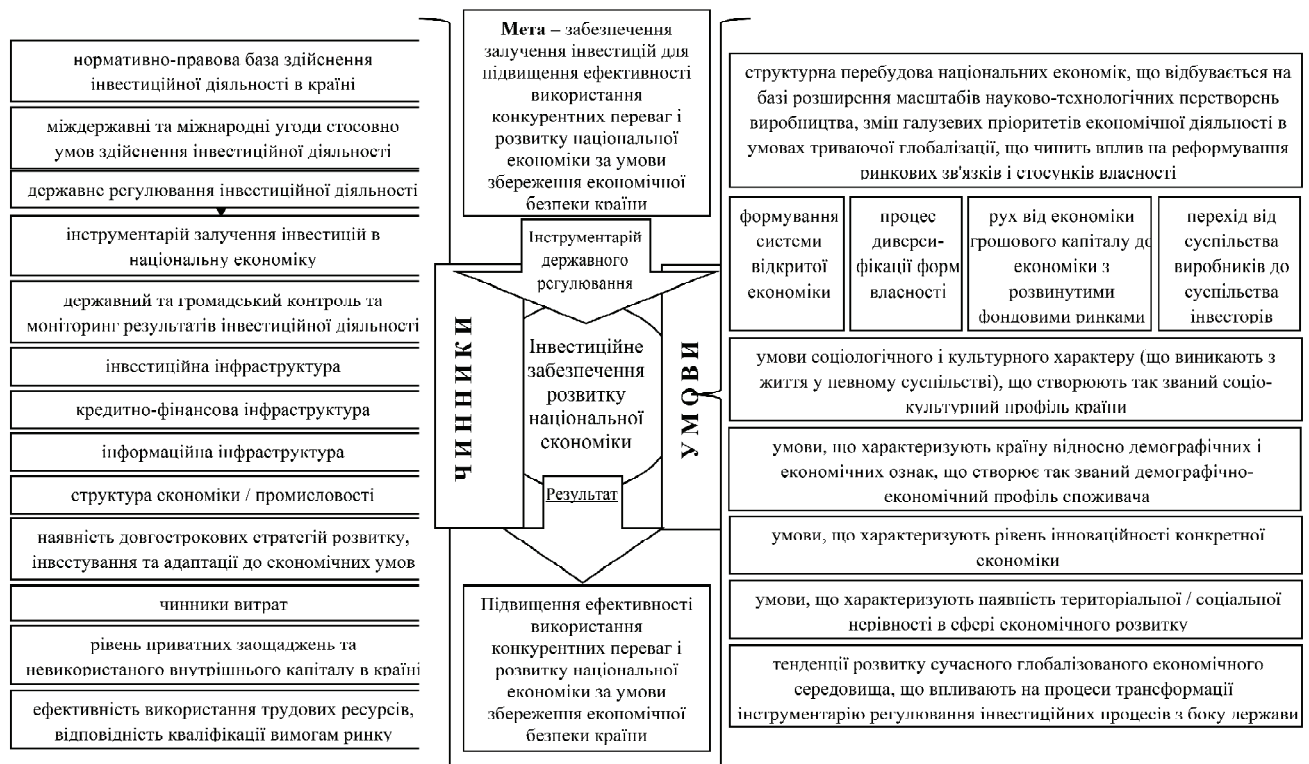 нормативно-правова база здійснення
інвестиційної діяльності в країні
міждержавні та міжнародні угоди стосовно
умов здійснення інвестиційної діяльності
державне регулювання інвестиційної діяльності
інструментарій залучення інвестицій в
національну економіку
державний та громадський контроль та
моніторинг результатів інвестиційної діяльності
інвестиційна інфраструктура
кредитно-фінансова інфраструктура
інформаційна інфраструктура
структура економіки / промисловості
наявність довгострокових стратегій розвитку,
інвестування та адаптації до економічних умов
чинники витрат
рівень приватних заощаджень та
невикористаного внутрішнього капіталу в країні
ефективність використання трудових ресурсів,
відповідність кваліфікації вимогам ринку
ЧИННИКИ
Мета – забезпечення
залучення інвестицій для
підвищення ефективності
використання
конкурентних переваг і
розвитку національної
економіки за умови
збереження економічної
безпеки країни
Інструментарій
державного
регулювання
Інвестиційне
забезпечення
розвитку
національної
економіки
Результат
Підвищення ефективності
використання
конкурентних переваг і
розвитку національної
економіки за умови
збереження економічної
безпеки країни
УМОВИ
структурна перебудова національних економік, що відбувається на
базі розширення масштабів науково-технологічних перетворень
виробництва, змін галузевих пріоритетів економічної діяльності в
умовах триваючої глобалізації, що чинить вплив на реформування
ринкових зв'язків і стосунків власності
формування
системи
відкритої
економіки
процес
диверси-
фікації форм
власності
рух від економіки
грошового капіталу до
економіки з
розвинутими
фондовими ринками
перехід від
суспільства
виробників до
суспільства
інвесторів
умови соціологічного і культурного характеру (що виникають з
життя у певному суспільстві), що створюють так званий соціо-
культурний профіль країни
умови, що характеризують країну відносно демографічних і
економічних ознак, що створює так званий демографічно-
економічний профіль споживача
умови, що характеризують рівень інноваційності конкретної
економіки
умови, що характеризують наявність територіальної / соціальної
нерівності в сфері економічного розвитку
тенденції розвитку сучасного глобалізованого економічного
середовища, що впливають на процеси трансформації
інструментарію регулювання інвестиційних процесів з боку держави